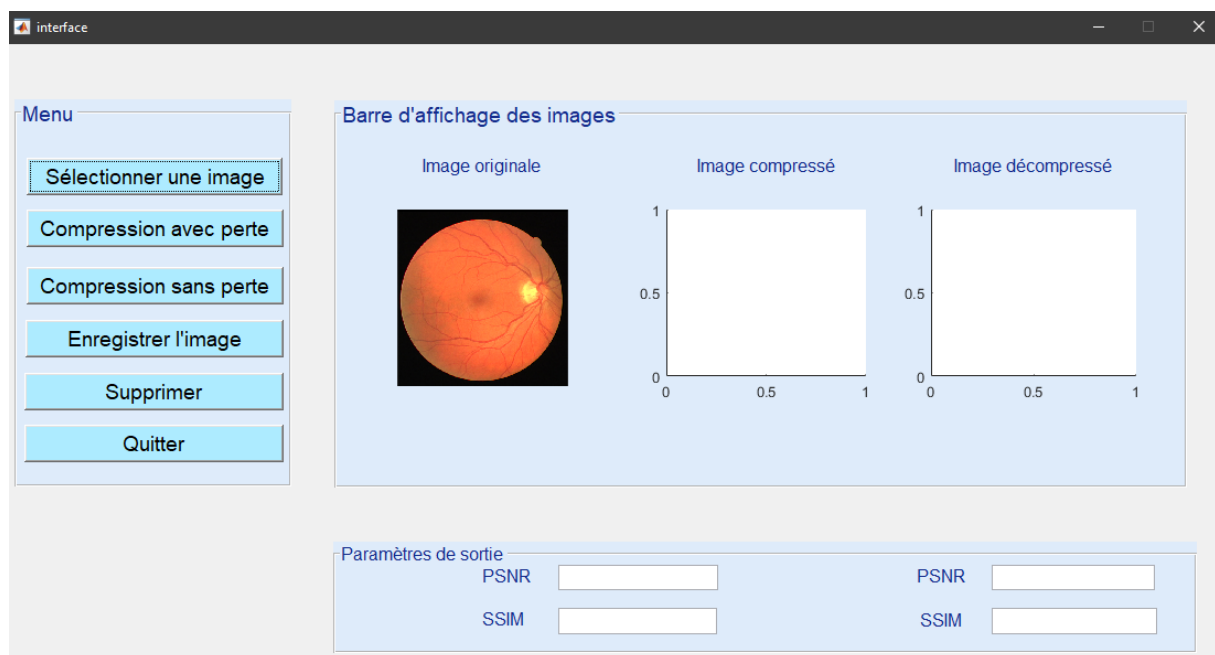 interface
Menu
Sélectionner une image
Compression avec perte
Compression sans perte
Enregistrer l'image
Supprimer
Quitter
Barre d'affichage des images
Image originale
Image compressé
Image décompressé
1
0.5
0
0 0.5 1
1
0.5
0
0 0.5 1
Paramètres de sortie
PSNR
SSIM
PSNR
SSIM